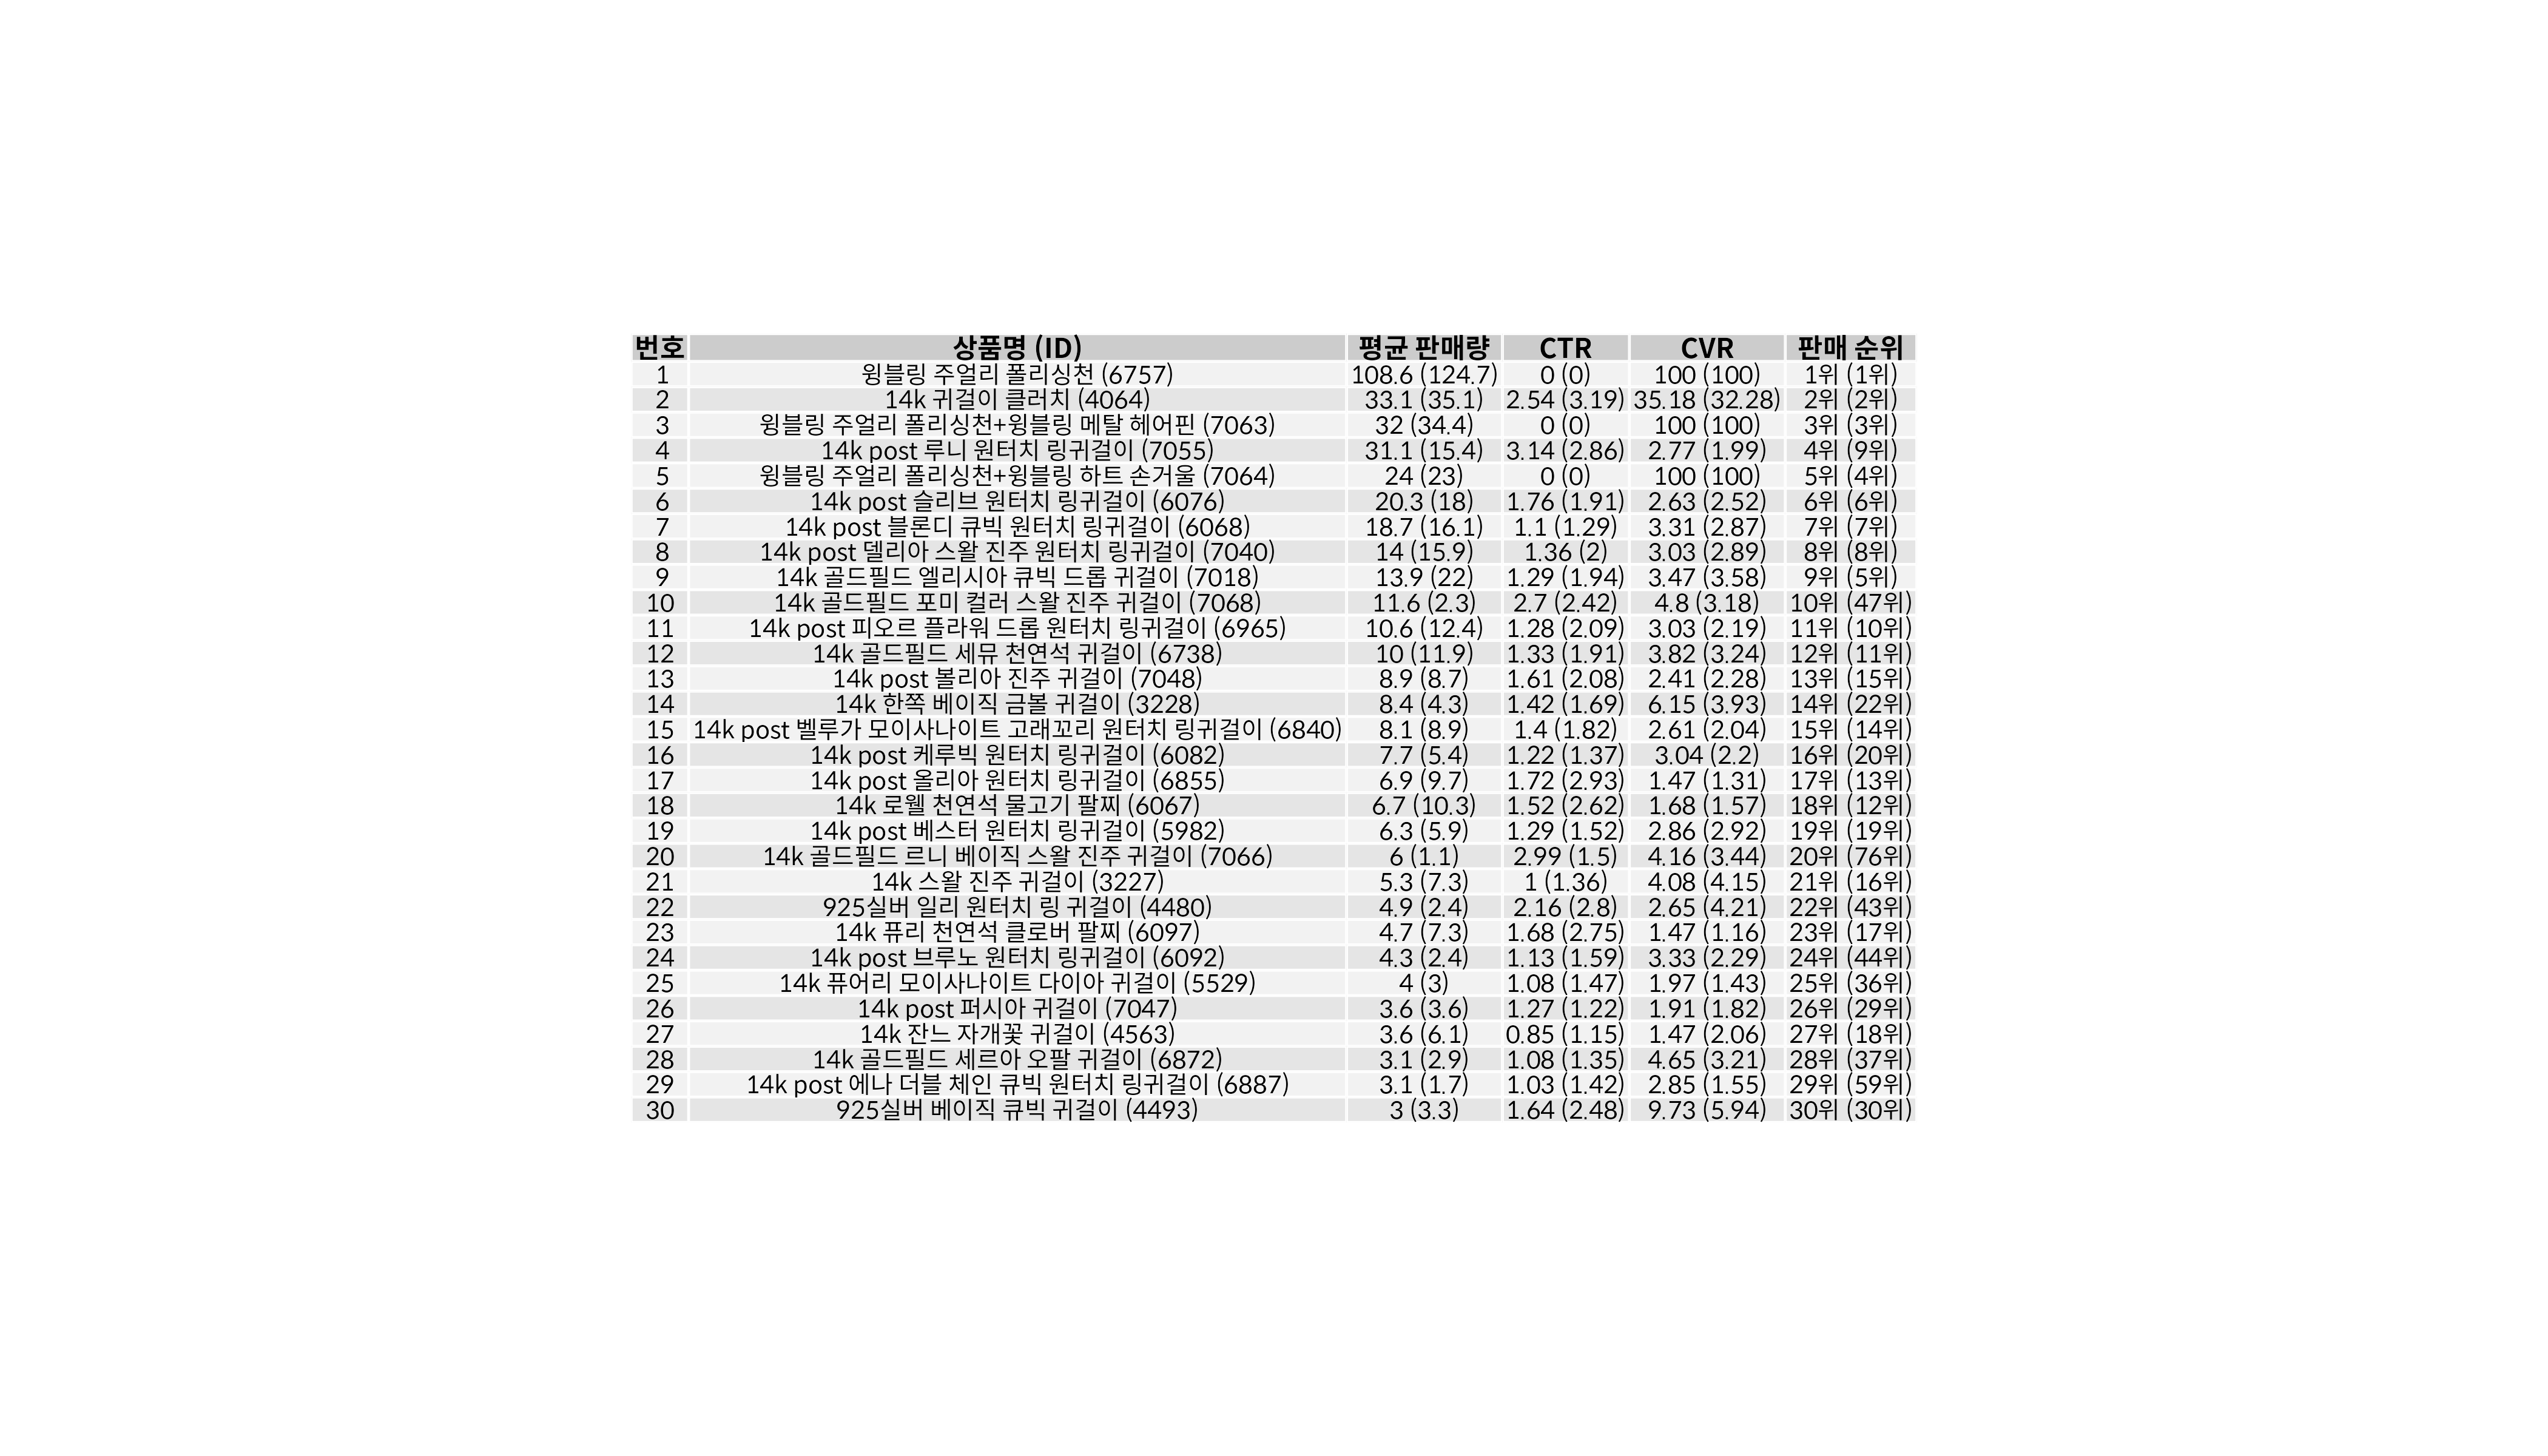 번호 상품명 (ID) 평균 판매량 CTR CVR 판매 순위
1 윙블링 주얼리 폴리싱천 (6757) 108.6 (124.7) 0 (0) 100 (100) 1위 (1위)
2 14k 귀걸이 클러치 (4064) 33.1 (35.1) 2.54 (3.19) 35.18 (32.28) 2위 (2위)
3 윙블링 주얼리 폴리싱천+윙블링 메탈 헤어핀 (7063) 32 (34.4) 0 (0) 100 (100) 3위 (3위)
4 14k post 루니 원터치 링귀걸이 (7055) 31.1 (15.4) 3.14 (2.86) 2.77 (1.99) 4위 (9위)
5 윙블링 주얼리 폴리싱천+윙블링 하트 손거울 (7064) 24 (23) 0 (0) 100 (100) 5위 (4위)
6 14k post 슬리브 원터치 링귀걸이 (6076) 20.3 (18) 1.76 (1.91) 2.63 (2.52) 6위 (6위)
7 14k post 블론디 큐빅 원터치 링귀걸이 (6068) 18.7 (16.1) 1.1 (1.29) 3.31 (2.87) 7위 (7위)
8 14k post 델리아 스왈 진주 원터치 링귀걸이 (7040) 14 (15.9) 1.36 (2) 3.03 (2.89) 8위 (8위)
9 14k 골드필드 엘리시아 큐빅 드롭 귀걸이 (7018) 13.9 (22) 1.29 (1.94) 3.47 (3.58) 9위 (5위)
10 14k 골드필드 포미 컬러 스왈 진주 귀걸이 (7068) 11.6 (2.3) 2.7 (2.42) 4.8 (3.18) 10위 (47위)
11 14k post 피오르 플라워 드롭 원터치 링귀걸이 (6965) 10.6 (12.4) 1.28 (2.09) 3.03 (2.19) 11위 (10위)
12 14k 골드필드 세뮤 천연석 귀걸이 (6738) 10 (11.9) 1.33 (1.91) 3.82 (3.24) 12위 (11위)
13 14k post 볼리아 진주 귀걸이 (7048) 8.9 (8.7) 1.61 (2.08) 2.41 (2.28) 13위 (15위)
14 14k 한쪽 베이직 금볼 귀걸이 (3228) 8.4 (4.3) 1.42 (1.69) 6.15 (3.93) 14위 (22위)
15 14k post 벨루가 모이사나이트 고래꼬리 원터치 링귀걸이 (6840) 8.1 (8.9) 1.4 (1.82) 2.61 (2.04) 15위 (14위)
16 14k post 케루빅 원터치 링귀걸이 (6082) 7.7 (5.4) 1.22 (1.37) 3.04 (2.2) 16위 (20위)
17 14k post 올리아 원터치 링귀걸이 (6855) 6.9 (9.7) 1.72 (2.93) 1.47 (1.31) 17위 (13위)
18 14k 로웰 천연석 물고기 팔찌 (6067) 6.7 (10.3) 1.52 (2.62) 1.68 (1.57) 18위 (12위)
19 14k post 베스터 원터치 링귀걸이 (5982) 6.3 (5.9) 1.29 (1.52) 2.86 (2.92) 19위 (19위)
20 14k 골드필드 르니 베이직 스왈 진주 귀걸이 (7066) 6 (1.1) 2.99 (1.5) 4.16 (3.44) 20위 (76위)
21 14k 스왈 진주 귀걸이 (3227) 5.3 (7.3) 1 (1.36) 4.08 (4.15) 21위 (16위)
22 925실버 일리 원터치 링 귀걸이 (4480) 4.9 (2.4) 2.16 (2.8) 2.65 (4.21) 22위 (43위)
23 14k 퓨리 천연석 클로버 팔찌 (6097) 4.7 (7.3) 1.68 (2.75) 1.47 (1.16) 23위 (17위)
24 14k post 브루노 원터치 링귀걸이 (6092) 4.3 (2.4) 1.13 (1.59) 3.33 (2.29) 24위 (44위)
25 14k 퓨어리 모이사나이트 다이아 귀걸이 (5529) 4 (3) 1.08 (1.47) 1.97 (1.43) 25위 (36위)
26 14k post 퍼시아 귀걸이 (7047) 3.6 (3.6) 1.27 (1.22) 1.91 (1.82) 26위 (29위)
27 14k 잔느 자개꽃 귀걸이 (4563) 3.6 (6.1) 0.85 (1.15) 1.47 (2.06) 27위 (18위)
28 14k 골드필드 세르아 오팔 귀걸이 (6872) 3.1 (2.9) 1.08 (1.35) 4.65 (3.21) 28위 (37위)
29 14k post 에나 더블 체인 큐빅 원터치 링귀걸이 (6887) 3.1 (1.7) 1.03 (1.42) 2.85 (1.55) 29위 (59위)
30 925실버 베이직 큐빅 귀걸이 (4493) 3 (3.3) 1.64 (2.48) 9.73 (5.94) 30위 (30위)